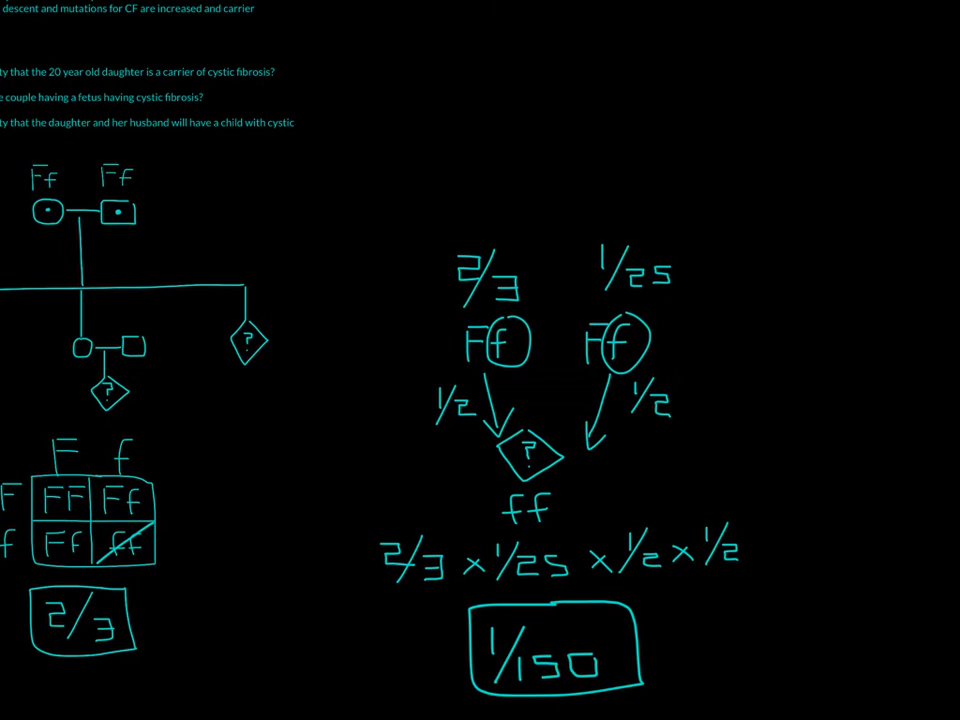 descent and mutations for CF are increased and carrier
ty that the 20 year old daughter is a carrier of cystic fibrosis?
e couple having a fetus having cystic fibrosis?
ty that the daughter and her husband will have a child with cystic
Ff Ff
2/3 1/25
Ff Ff
? ?
1/2 1/2
?
F f
?
F FF Ff
ff
f Ff ff
2/3 x 1/25 x 1/2 x 1/2
2/3
1/150